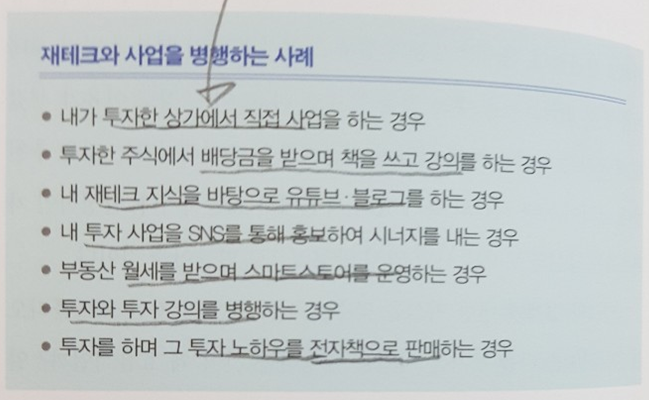 재테크와 사업을 병행하는 사례
• 내가 투자한 상가에서 직접 사업을 하는 경우
• 투자한 주식에서 배당금을 받으며 책을 쓰고 강의를 하는 경우
• 내 재테크 지식을 바탕으로 유튜브·블로그를 하는 경우
• 내 투자 사업을 SNS를 통해 홍보하여 시너지를 내는 경우
• 부동산 월세를 받으며 스마트스토어를 운영하는 경우
• 투자와 투자 강의를 병행하는 경우
• 투자를 하며 그 투자 노하우를 전자책으로 판매하는 경우